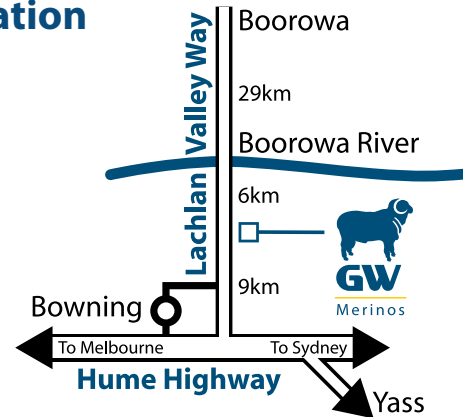 ation
Boorowa
Lachlan Valley Way
29km
Boorowa River
6km
GW
Merinos
9km
Bowning
To Melbourne
To Sydney
Hume Highway
Yass